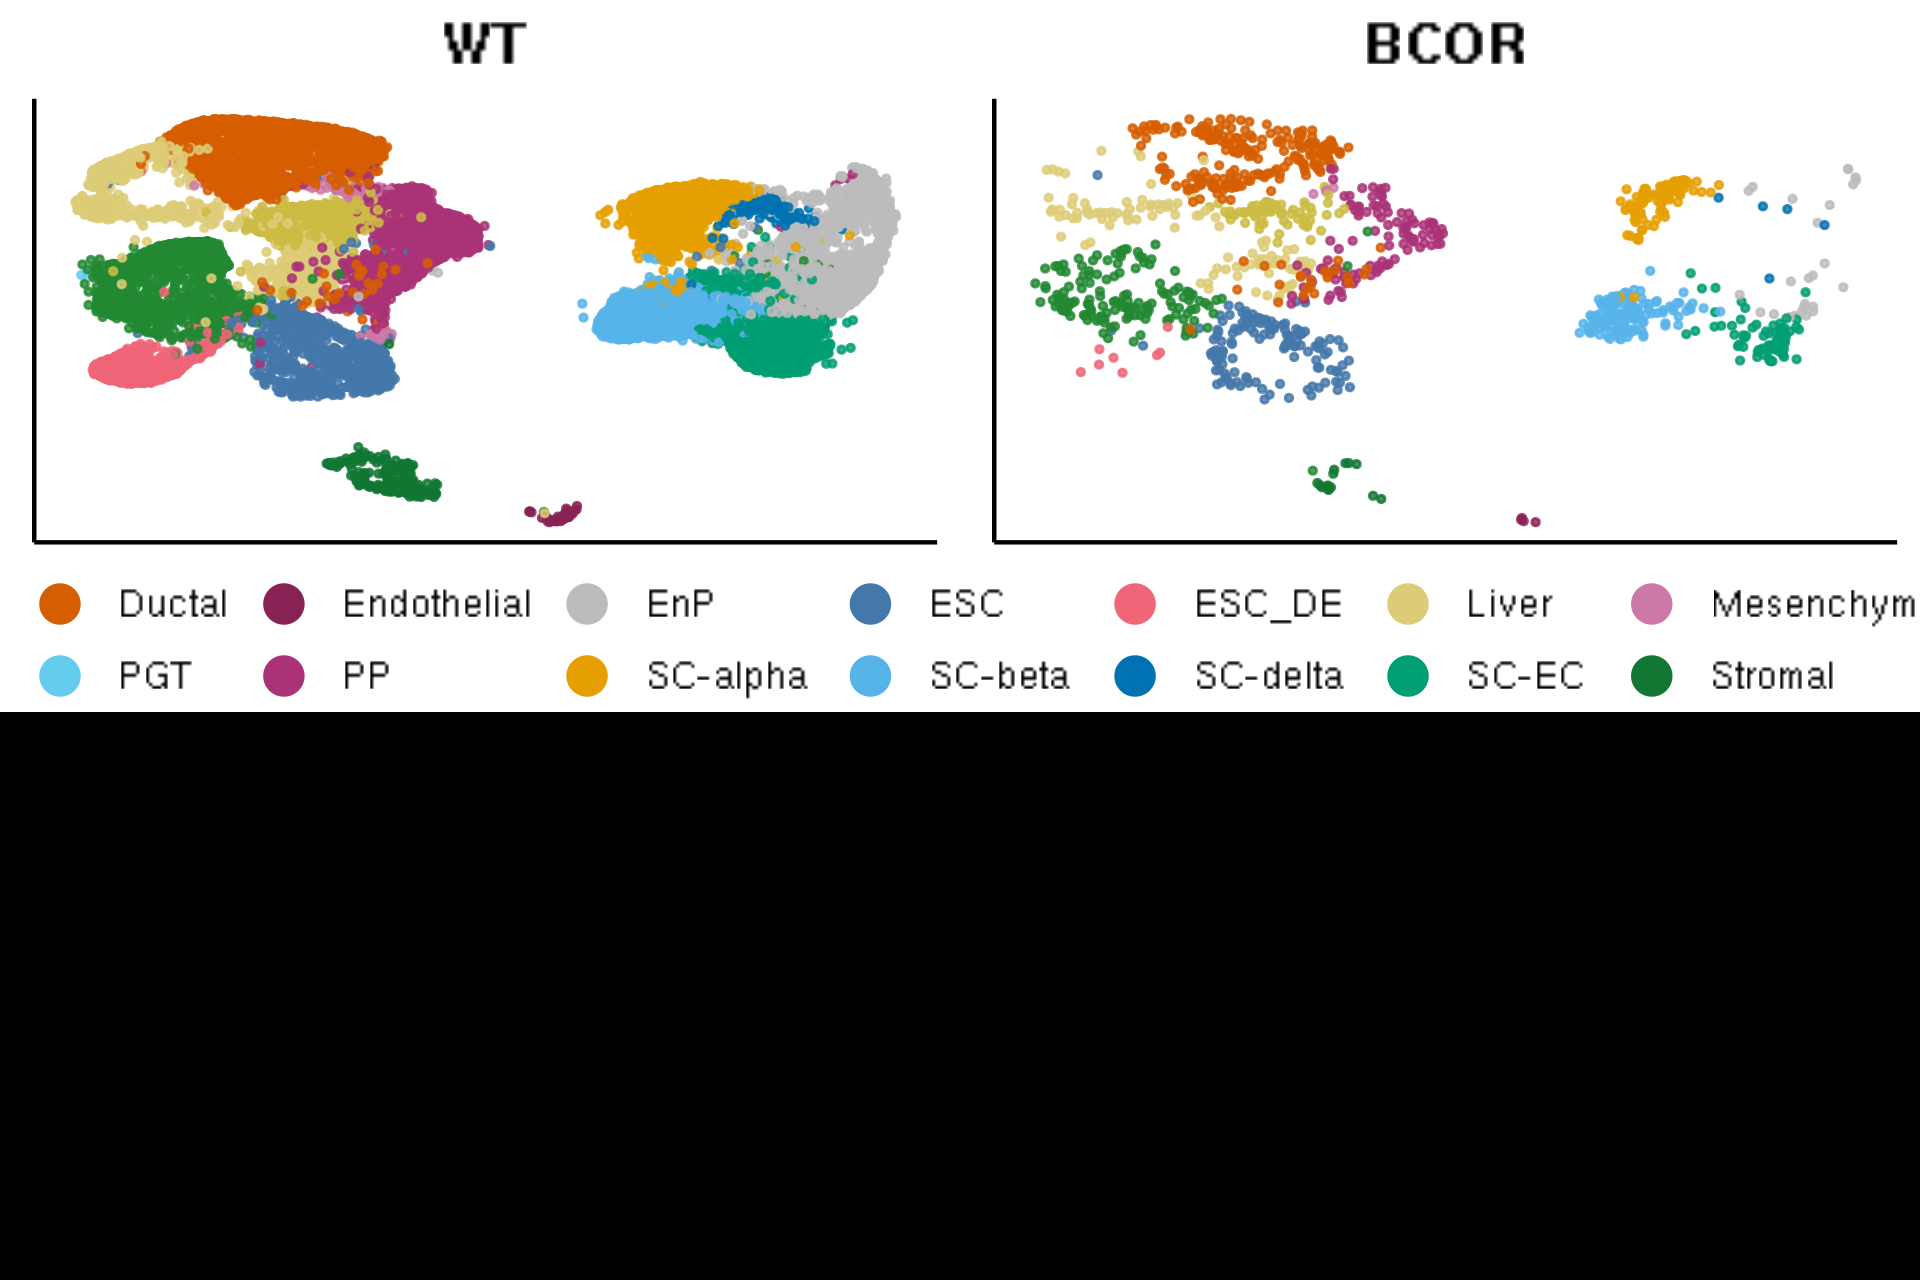 WT BCOR
Ductal Endothelial EnP ESC ESC_DE Liver Mesenchym
PGT PP SC-alpha SC-beta SC-delta SC-EC Stromal